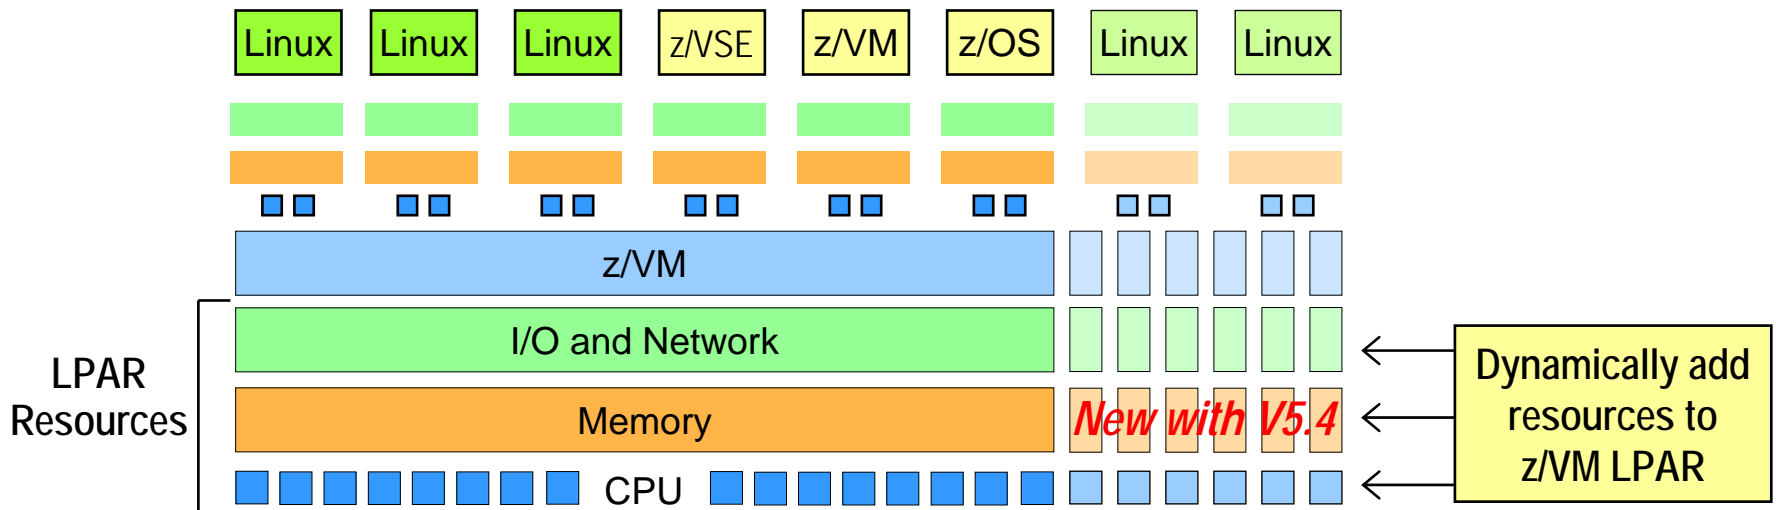 Linux Linux Linux z/VSE z/VM z/OS Linux Linux
z/VM
I/O and Network
LPAR
Resources
Memory
New with V5.4
CPU
Dynamically add
resources to
z/VM LPAR